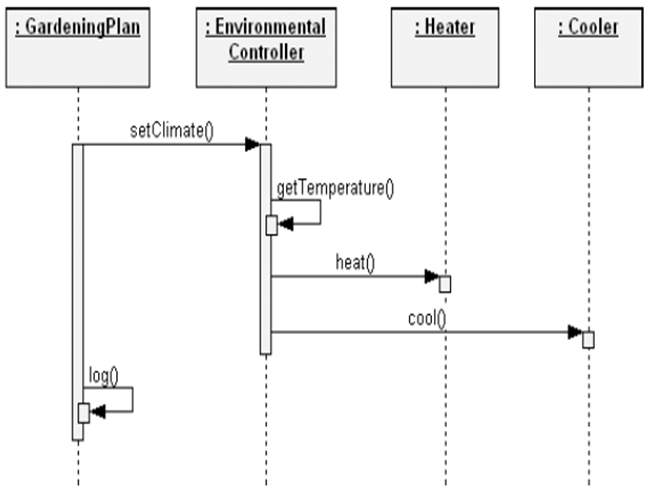 : GardeningPlan
: Environmental
Controller
: Heater
: Cooler
setClimate()
getTemperature()
heat()
cool()
log()